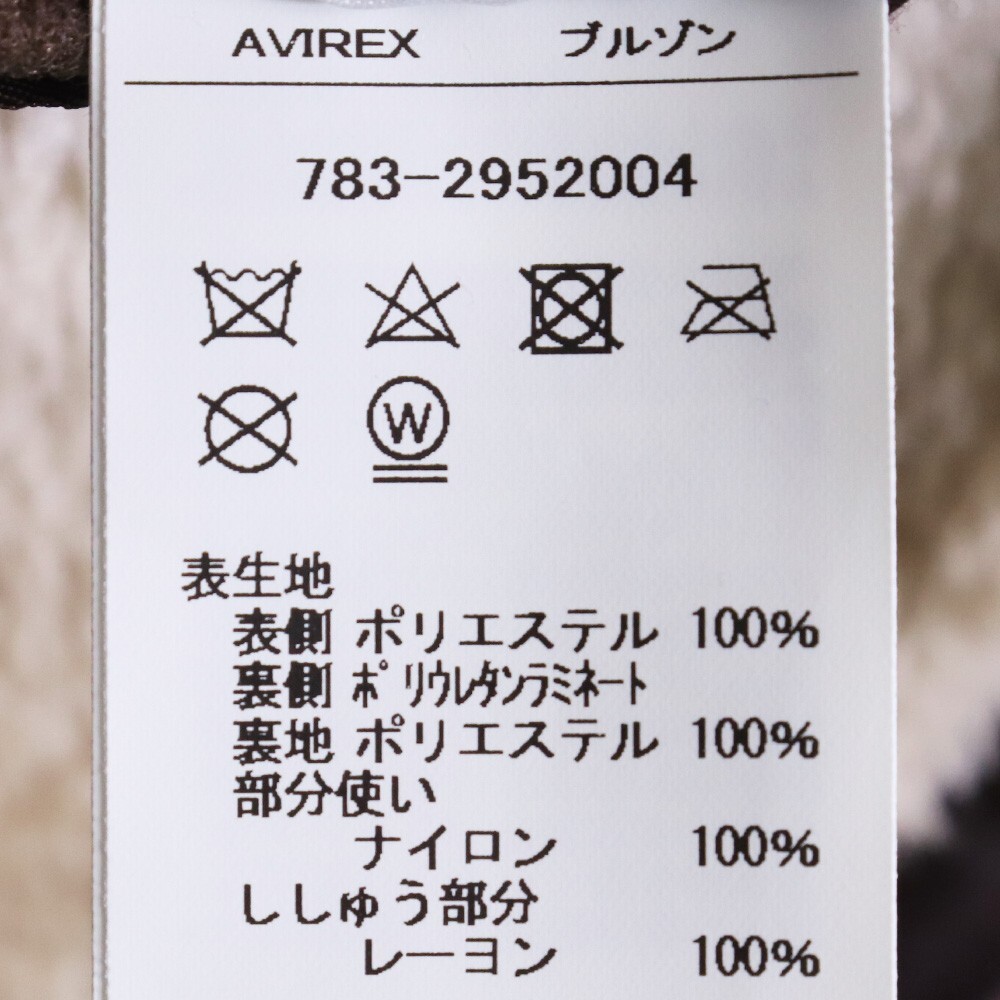 AVIREX ブルゾン
783-2952004
W
表生地
表側 ポリエステル 100%
裏側 ﾎﾟﾘｳﾚﾀﾝﾗﾐﾈｰﾄ
裏地 ポリエステル 100%
部分使い
ナイロン 100%
ししゅう部分
レーヨン 100%